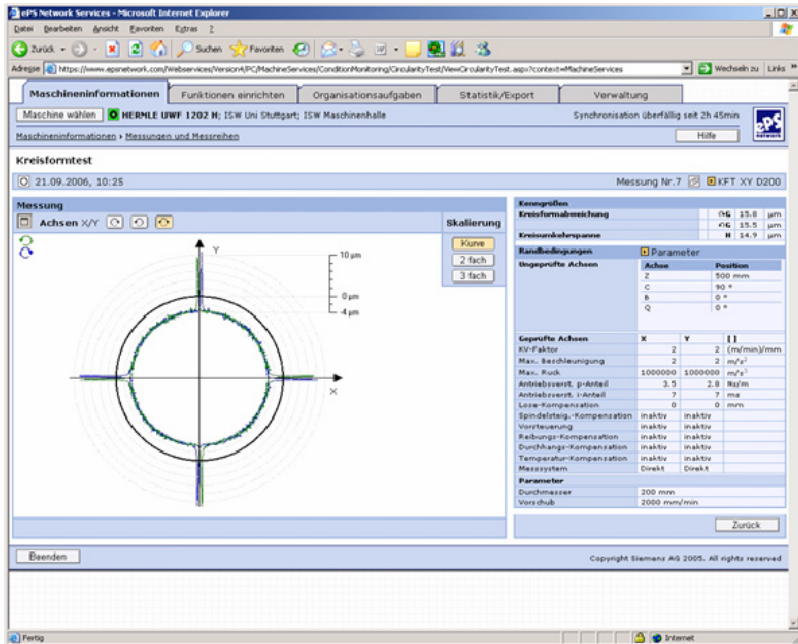 ePS Network Services - Microsoft Internet Explorer
Datei Bearbeiten Ansicht Favoriten Extras ?
Zurück Suchen Favoriten
Adresse https://www.epsnetwork.com/Webservices/Version4/PC/MachineServices/ConditionMonitoring/CircularityTest/ViewCircularityTest.aspx?context=MachineServices Wechseln zu Links »
Maschineninformationen Funktionen einrichten Organisationsaufgaben Statistik/Export Verwaltung
Maschine wählen HERMLE UWF 1202 H; ISW Uni Stuttgart; ISW Maschinenhalle Synchronisation überfällig seit 2h 45min
ePS
Maschineninformationen › Messungen und Messreihen Hilfe
Kreisformtest
21.09.2006, 10:25 Messung Nr.7 KFT XY D200
Messung
Achsen X/Y Skalierung
Kurve
2 fach
3 fach
Y
10 µm
0 µm
-4 µm
X
Kenngrößen
Kreisformabweichung G 15.8 µm
G 15.5 µm
Kreisumkehrspanne H 14.9 µm
Randbedingungen Parameter
Ungeprüfte Achsen Achse Position
Z 500 mm
C 90 °
B 0 °
Q 0 °
Geprüfte Achsen X Y [ ]
KV-Faktor 2 2 (m/min)/mm
Max. Beschleunigung 2 2 m/s²
Max. Ruck 1000000 1000000 m/s³
Antriebsverst. p-Anteil 3.5 2.8 Ns/m
Antriebsverst. i-Anteil 7 7 ms
Lose-Kompensation 0 0 mm
Spindelsteig.-Kompensation inaktiv inaktiv
Vorsteuerung inaktiv inaktiv
Reibungs-Kompensation inaktiv inaktiv
Durchhangs-Kompensation inaktiv inaktiv
Temperatur-Kompensation inaktiv inaktiv
Messsystem Direkt Direkt
Parameter
Durchmesser 200 mm
Vorschub 2000 mm/min
Zurück
Beenden Copyright Siemens AG 2005. All rights reserved
Fertig Internet